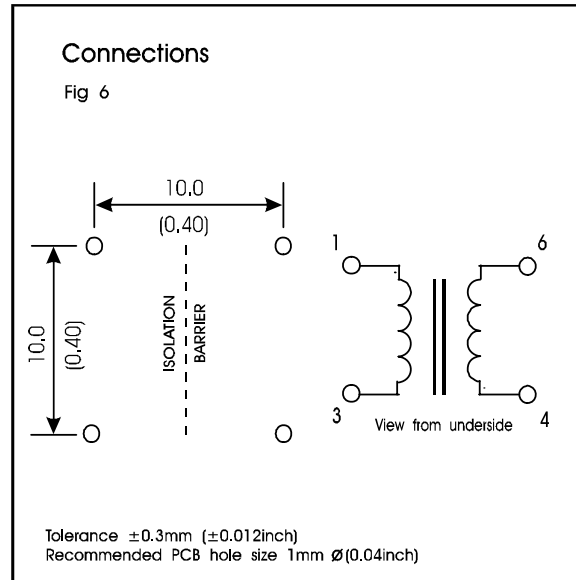 Connections
Fig 6
10.0
(0.40)
10.0
(0.40)
ISOLATION
BARRIER
1
6
3
4
View from underside
Tolerance ±0.3mm (±0.012inch)
Recommended PCB hole size 1mm Ø(0.04inch)